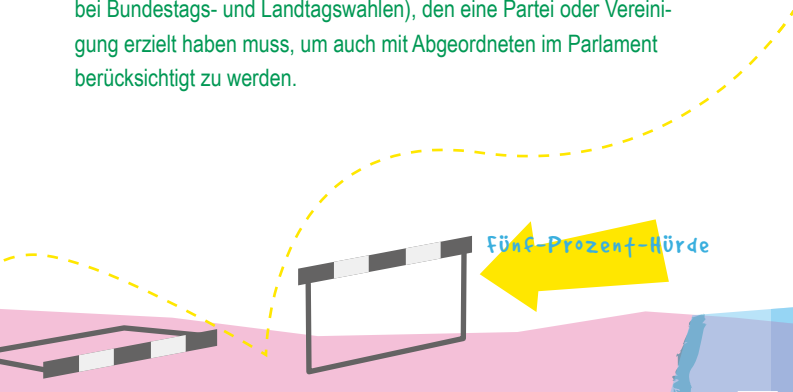 bei Bundestags- und Landtagswahlen), den eine Partei oder Vereini-
gung erzielt haben muss, um auch mit Abgeordneten im Parlament
berücksichtigt zu werden.
Fünf-Prozent-Hürde